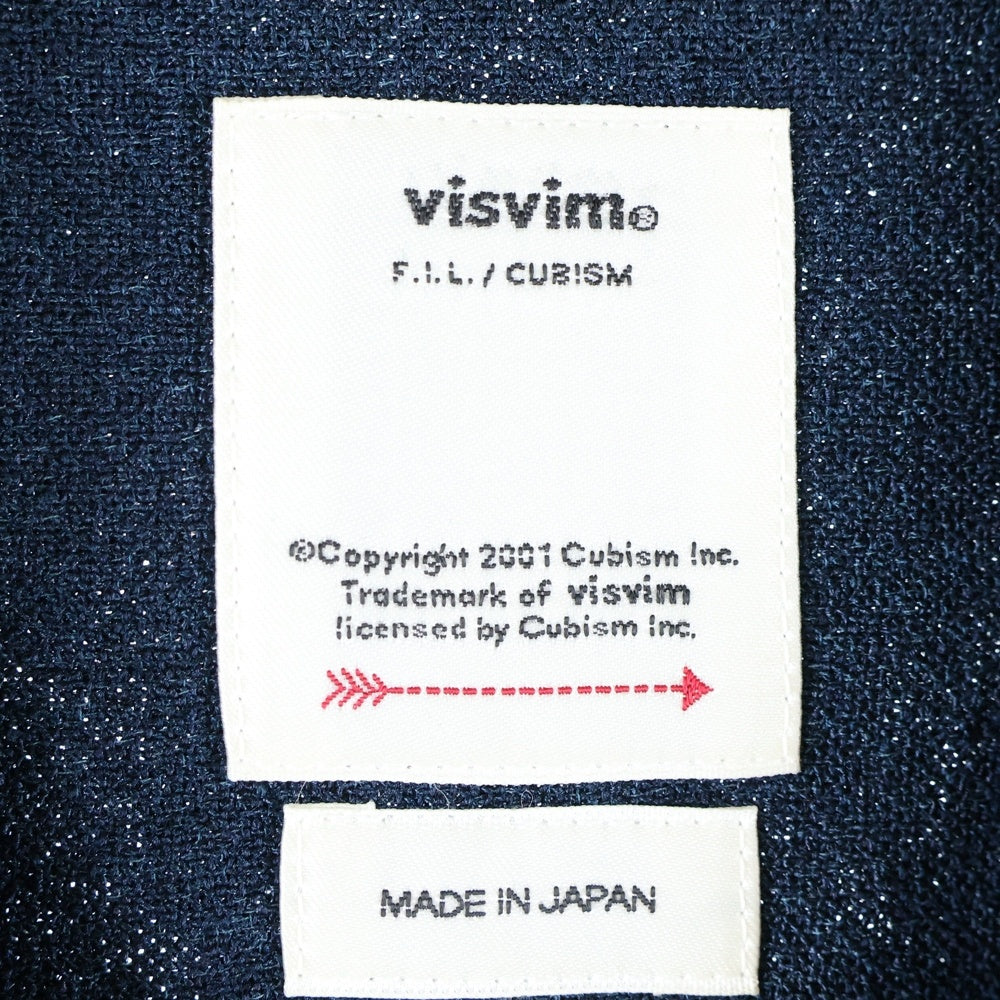 visvim®
F.I.L. / CUBISM
©Copyright 2001 Cubism Inc.
Trademark of visvim
licensed by Cubism Inc.
MADE IN JAPAN